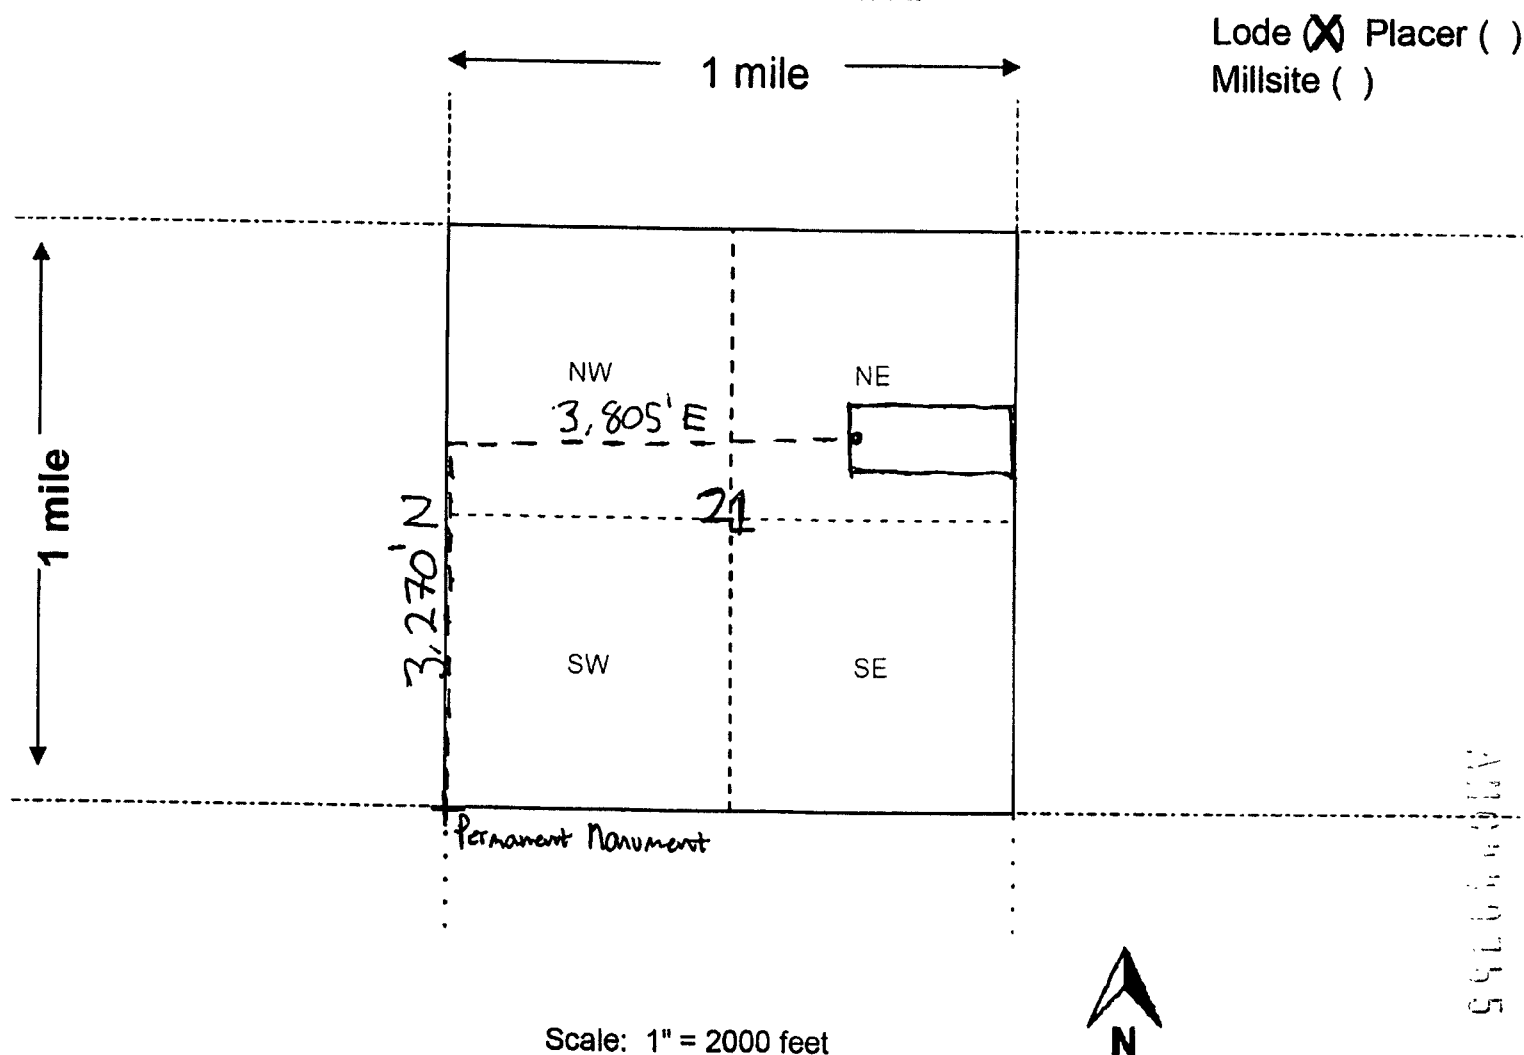 Lode (X) Placer ( )
Millsite ( )
1 mile
1 mile
NW
NE
3,805' E
3,270' N
21
SW
SE
Permanent Monument
Scale: 1" = 2000 feet
N